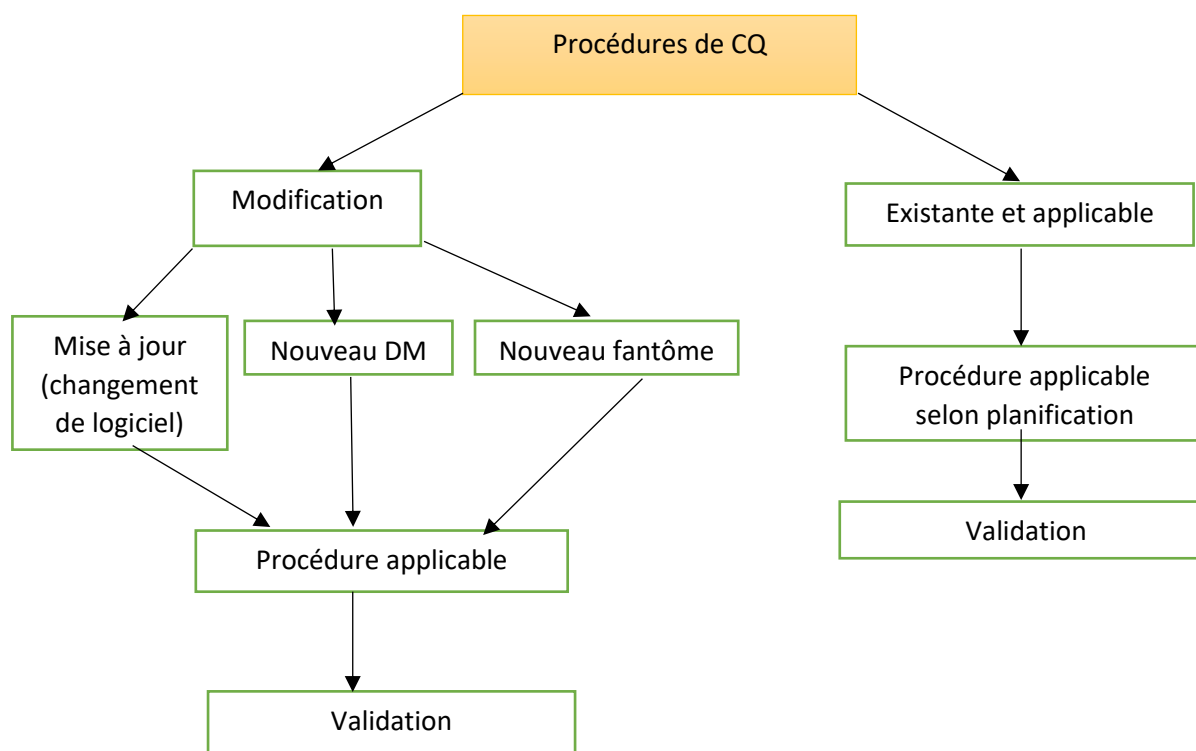 Procédures de CQ
Modification
Existante et applicable
Mise à jour
(changement
de logiciel)
Nouveau DM
Nouveau fantôme
Procédure applicable
selon planification
Procédure applicable
Validation
Validation